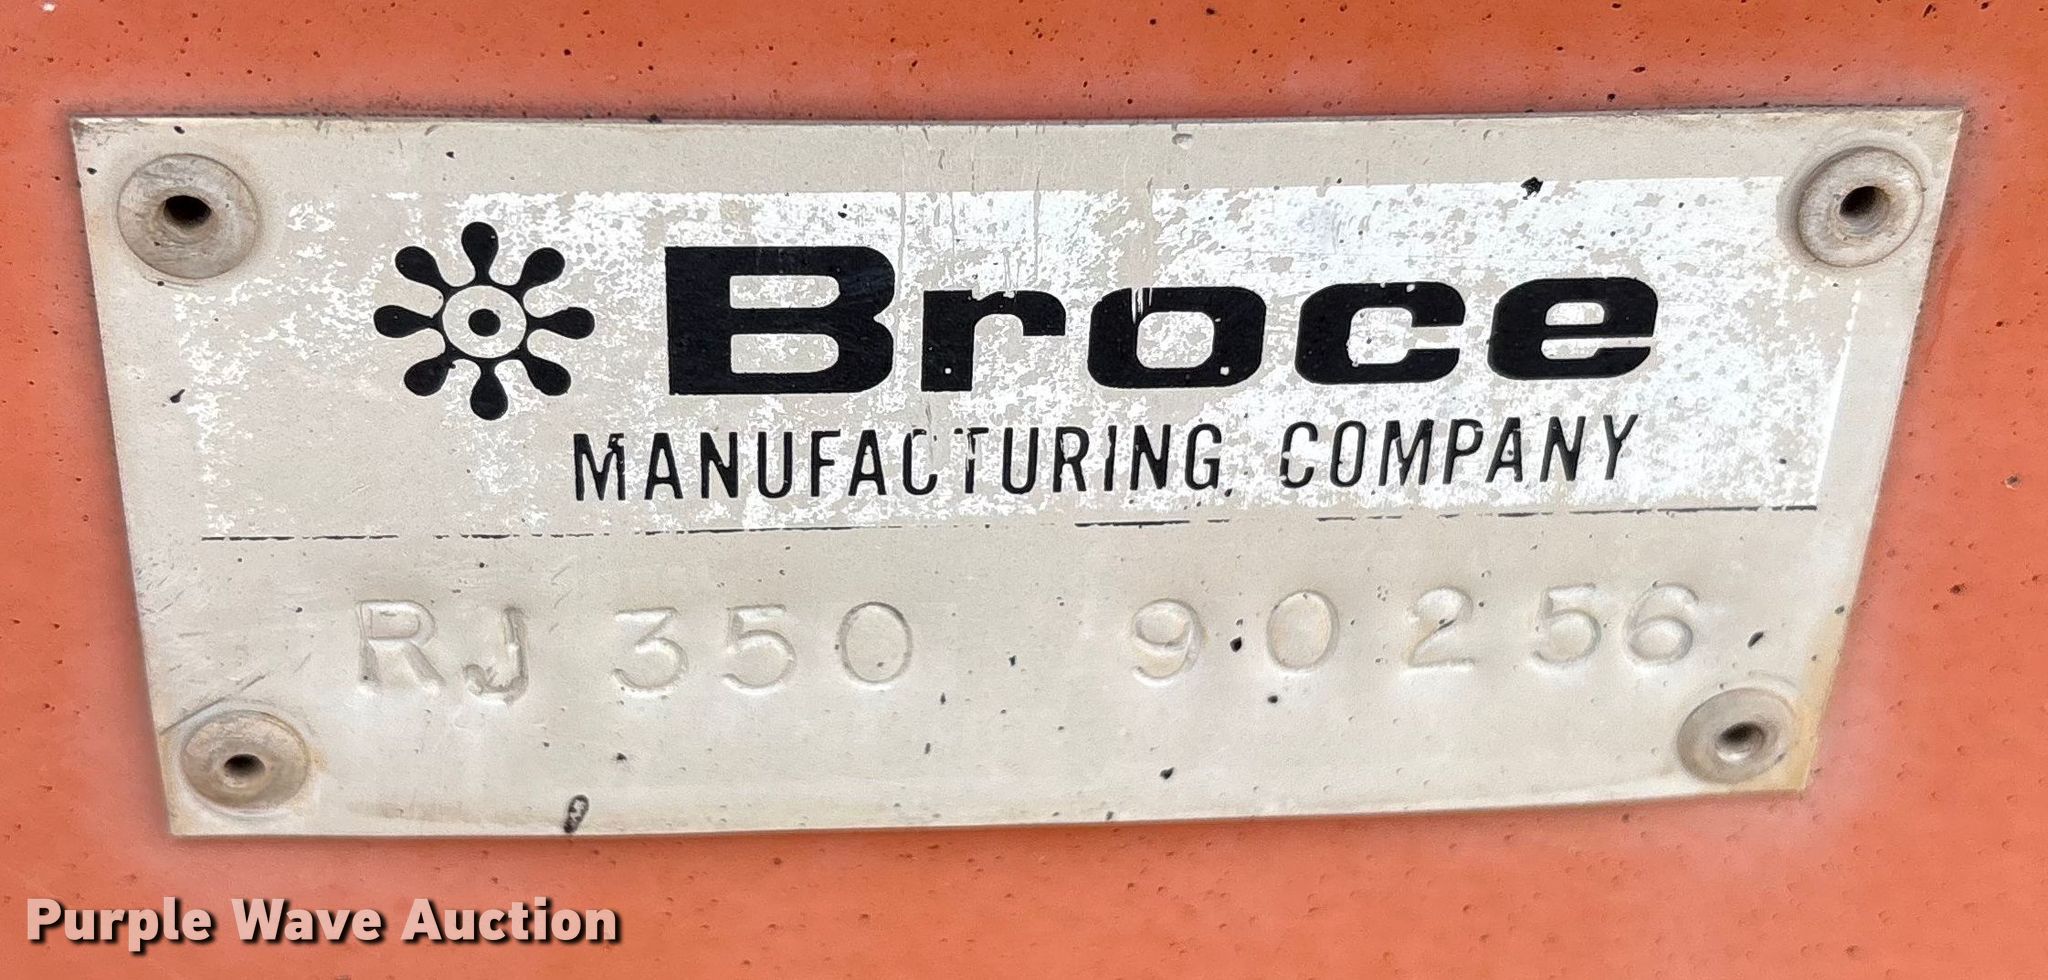 Broce
MANUFACTURING COMPANY
RJ 350 90256
Purple Wave Auction